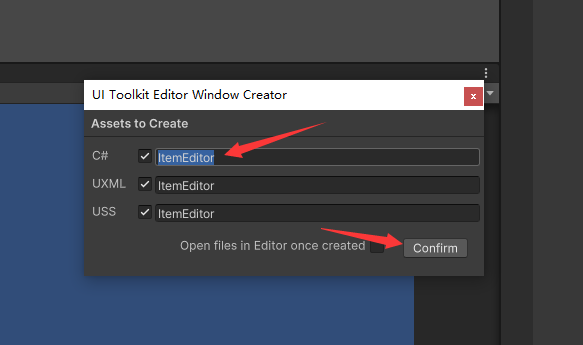 UI Toolkit Editor Window Creator
x
Assets to Create
C# ItemEditor
UXML ItemEditor
USS ItemEditor
Open files in Editor once created Confirm